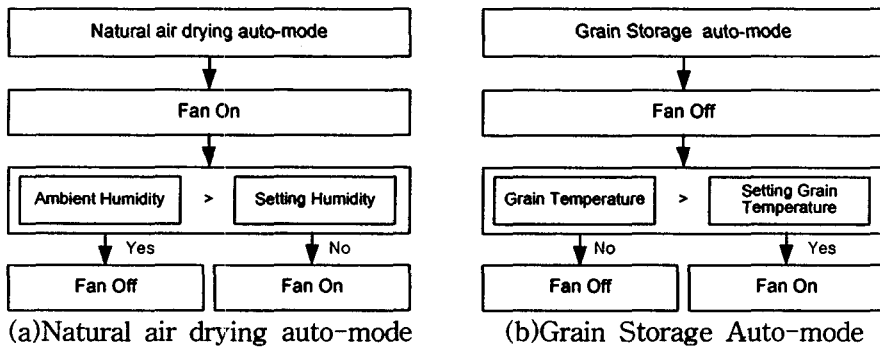 Natural air drying auto-mode
Fan On
Ambient Humidity > Setting Humidity
Yes No
Fan Off Fan On
(a)Natural air drying auto-mode
Grain Storage auto-mode
Fan Off
Grain Temperature > Setting Grain
Temperature
No Yes
Fan Off Fan On
(b)Grain Storage Auto-mode